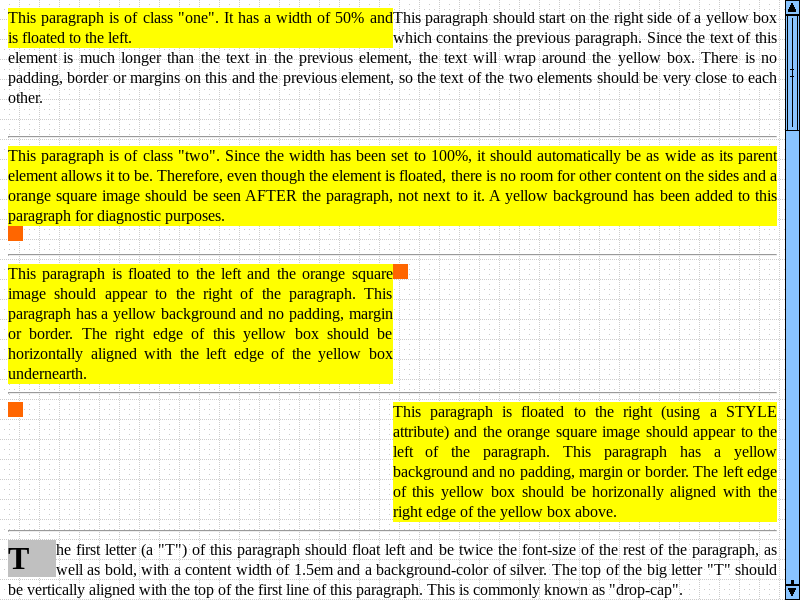 This paragraph is of class "one". It has a width of 50% and
is floated to the left.
This paragraph should start on the right side of a yellow box
which contains the previous paragraph. Since the text of this
element is much longer than the text in the previous element, the text will wrap around the yellow box. There is no
padding, border or margins on this and the previous element, so the text of the two elements should be very close to each
other.
This paragraph is of class "two". Since the width has been set to 100%, it should automatically be as wide as its parent
element allows it to be. Therefore, even though the element is floated, there is no room for other content on the sides and a
orange square image should be seen AFTER the paragraph, not next to it. A yellow background has been added to this
paragraph for diagnostic purposes.
This paragraph is floated to the left and the orange square
image should appear to the right of the paragraph. This
paragraph has a yellow background and no padding, margin
or border. The right edge of this yellow box should be
horizontally aligned with the left edge of the yellow box
undernearth.
This paragraph is floated to the right (using a STYLE
attribute) and the orange square image should appear to the
left of the paragraph. This paragraph has a yellow
background and no padding, margin or border. The left edge
of this yellow box should be horizonally aligned with the
right edge of the yellow box above.
The first letter (a "T") of this paragraph should float left and be twice the font-size of the rest of the paragraph, as
well as bold, with a content width of 1.5em and a background-color of silver. The top of the big letter "T" should
be vertically aligned with the top of the first line of this paragraph. This is commonly known as "drop-cap".